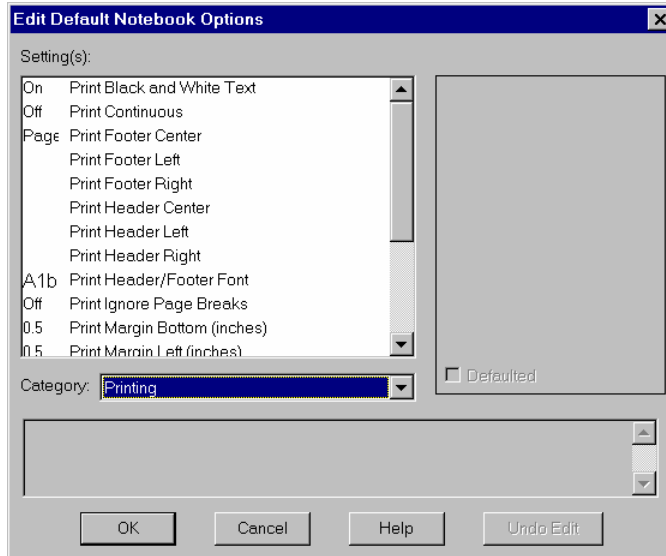 Edit Default Notebook Options
Setting(s):
On Print Black and White Text
Off Print Continuous
Page Print Footer Center
Print Footer Left
Print Footer Right
Print Header Center
Print Header Left
Print Header Right
A1b Print Header/Footer Font
Off Print Ignore Page Breaks
0.5 Print Margin Bottom (inches)
0.5 Print Margin Left (inches)
Defaulted
Category: Printing
OK Cancel Help Undo Edit